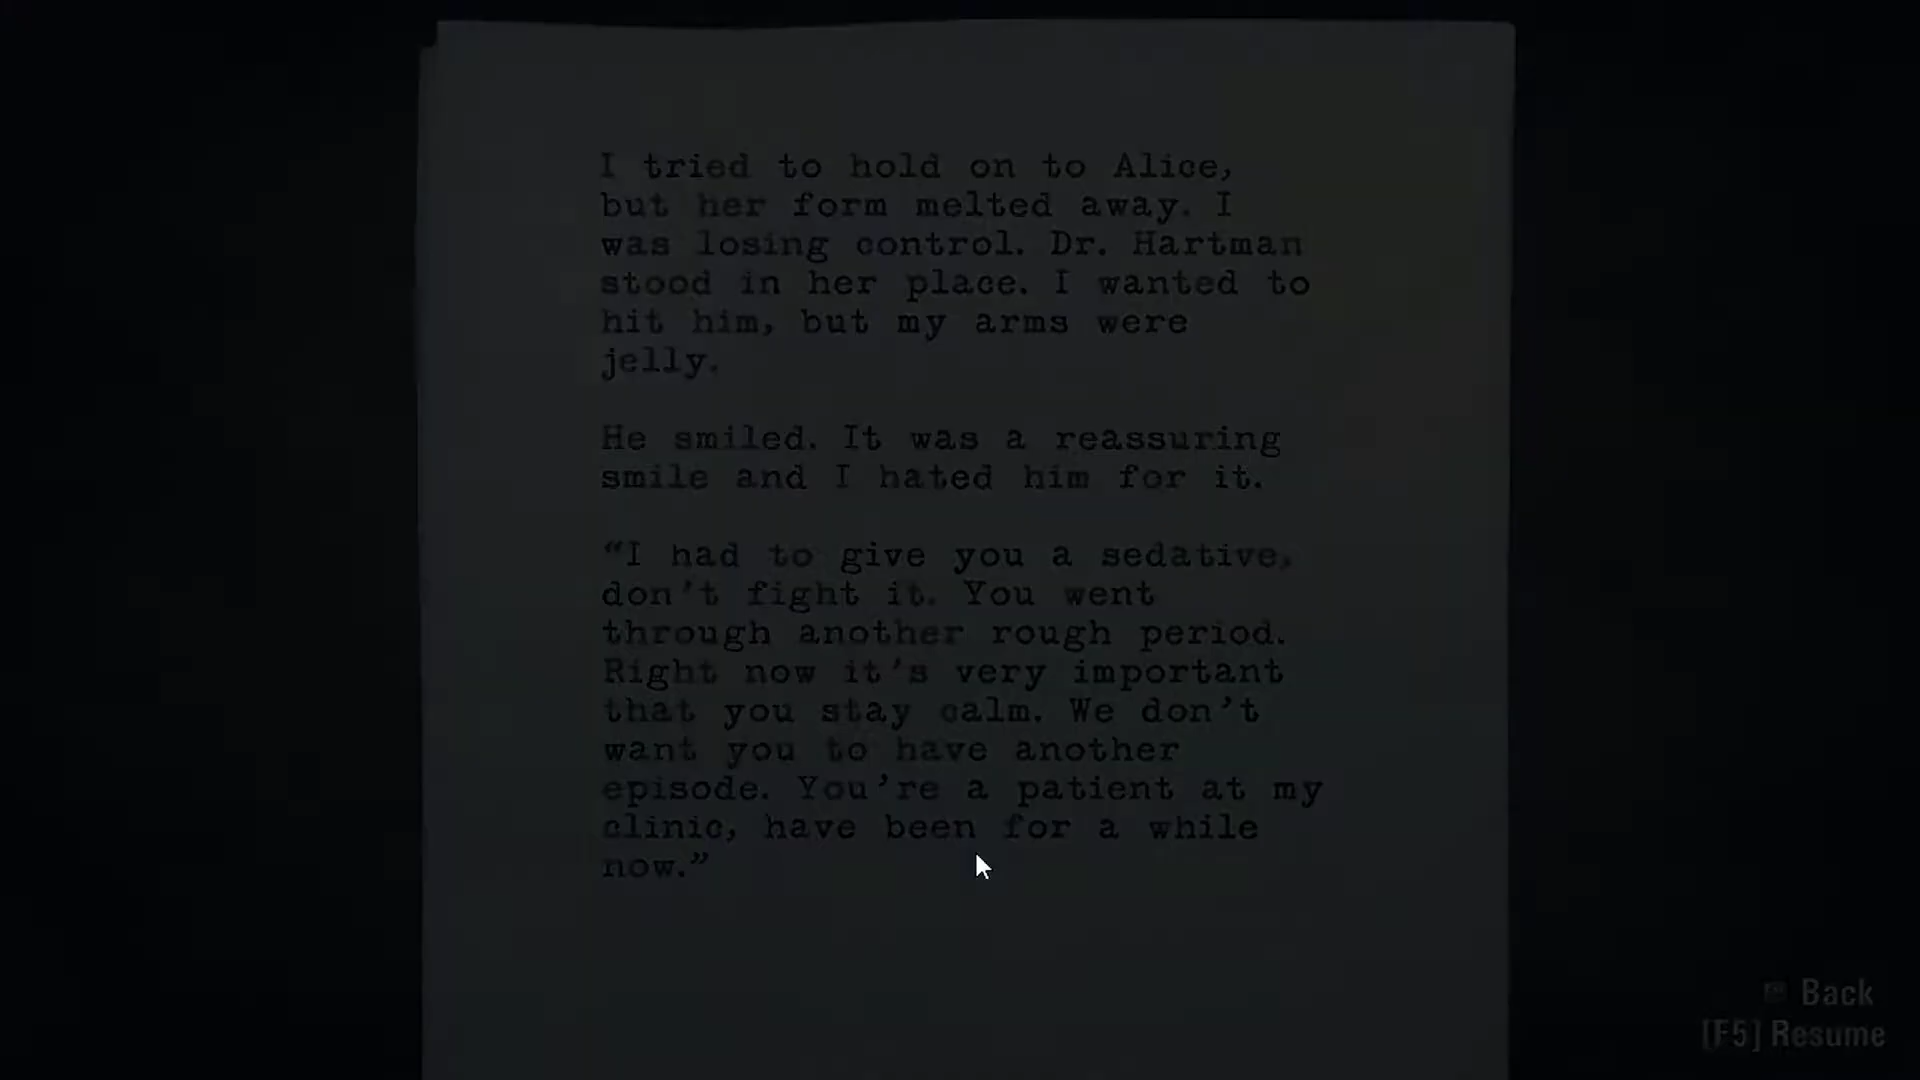 I tried to hold on to Alice,
but her form melted away. I
was losing control. Dr. Hartman
stood in her place. I wanted to
hit him, but my arms were
jelly.
He smiled. It was a reassuring
smile and I hated him for it.
“I had to give you a sedative,
don’t fight it. You went
through another rough period.
Right now it’s very important
that you stay calm. We don’t
want you to have another
episode. You’re a patient at my
clinic, have been for a while
now.”
Back
[F5] Resume